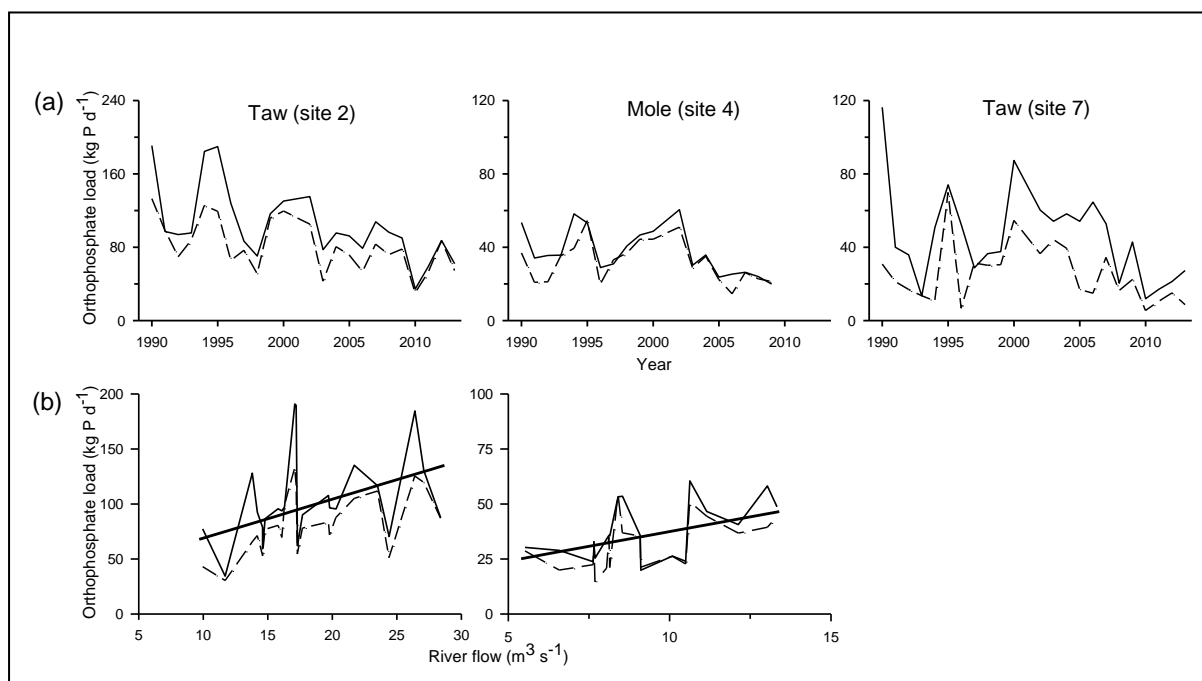 (a)
Taw (site 2)
Mole (site 4)
Taw (site 7)
Orthophosphate load (kg P d-1)
240
160
80
0
1990 1995 2000 2005 2010
120
80
40
0
1990 1995 2000 2005 2010
120
80
40
0
1990 1995 2000 2005 2010
Year
(b)
Orthophosphate load (kg P d-1)
200
150
100
50
0
5 10 15 20 25 30
100
75
50
25
0
5 10 15
River flow (m3 s-1)